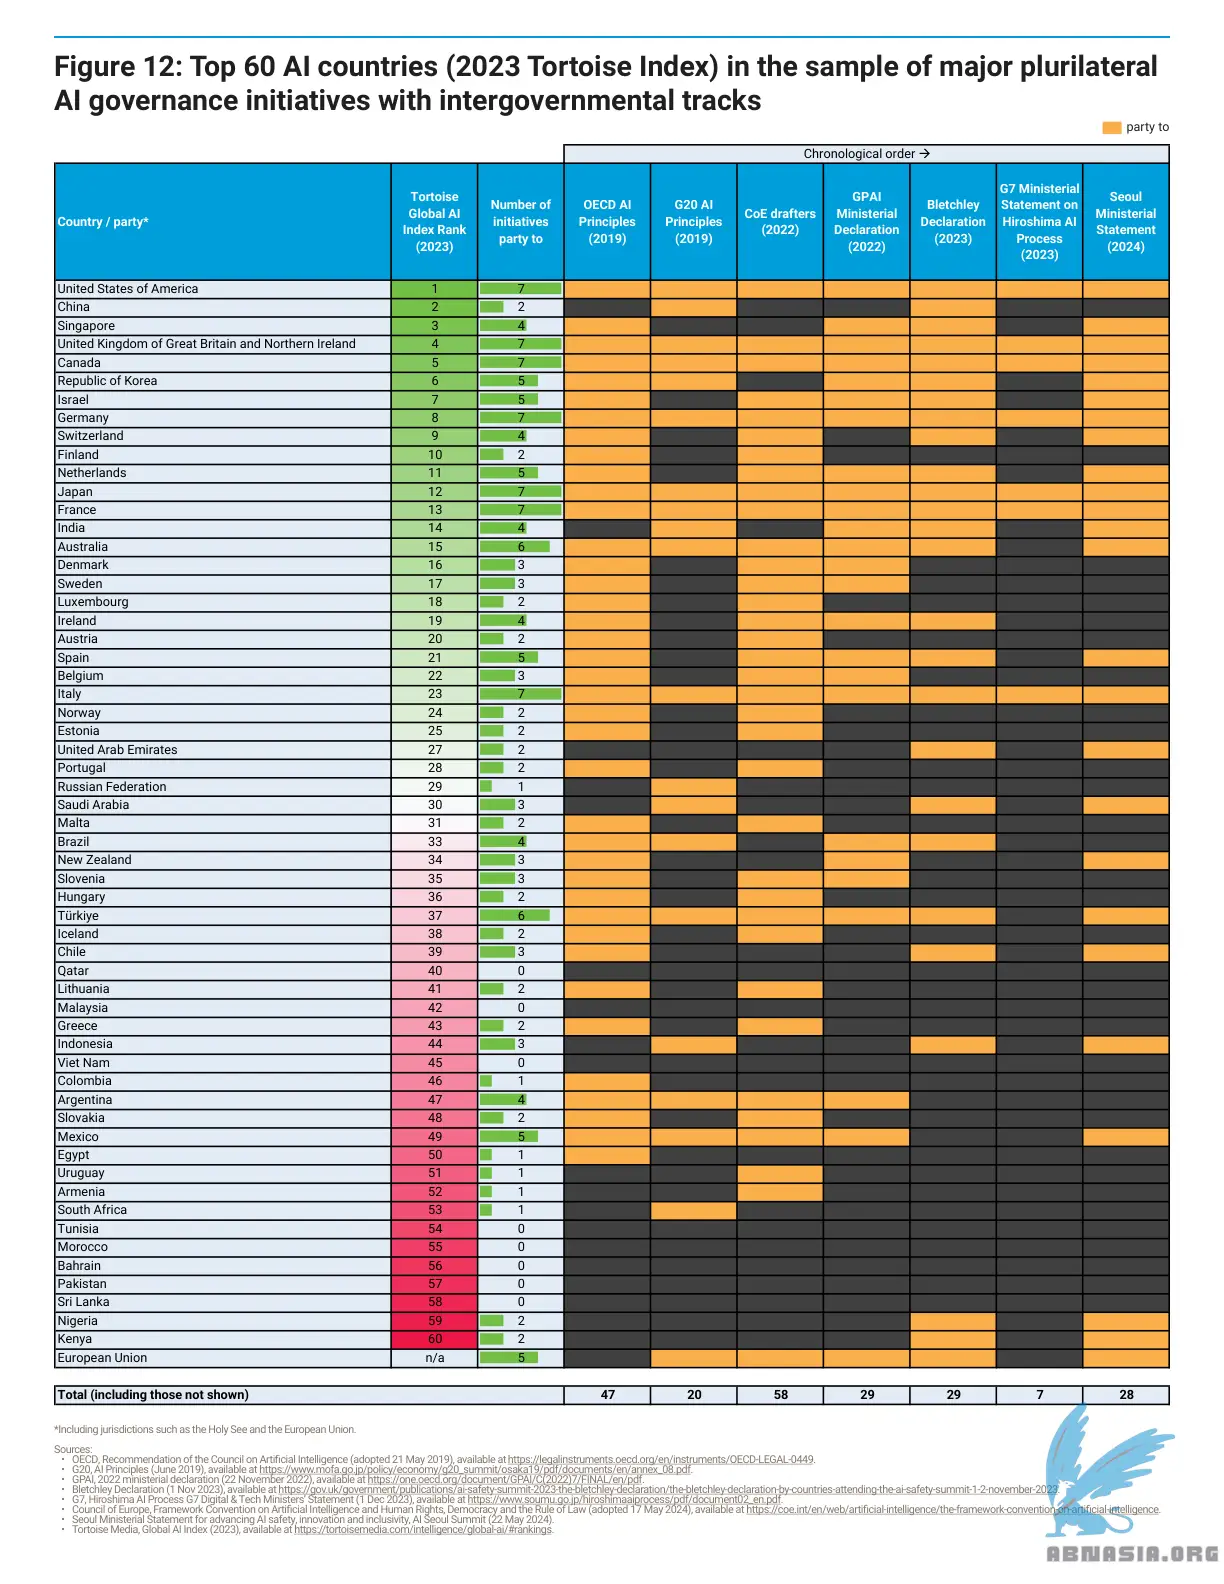 Figure 12: Top 60 AI countries (2023 Tortoise Index) in the sample of major plurilateral
AI governance initiatives with intergovernmental tracks
party to
Chronological order →
Country / party*
Tortoise
Global AI
Index Rank
(2023)
Number of
initiatives
party to
OECD AI
Principles
(2019)
G20 AI
Principles
(2019)
CoE drafters
(2022)
GPAI
Ministerial
Declaration
(2022)
Bletchley
Declaration
(2023)
G7 Ministerial
Statement on
Hiroshima AI
Process
(2023)
Seoul
Ministerial
Statement
(2024)
United States of America 1 7
China 2 2
Singapore 3 4
United Kingdom of Great Britain and Northern Ireland 4 7
Canada 5 7
Republic of Korea 6 5
Israel 7 5
Germany 8 7
Switzerland 9 4
Finland 10 2
Netherlands 11 5
Japan 12 7
France 13 7
India 14 4
Australia 15 6
Denmark 16 3
Sweden 17 3
Luxembourg 18 2
Ireland 19 4
Austria 20 2
Spain 21 5
Belgium 22 3
Italy 23 7
Norway 24 2
Estonia 25 2
United Arab Emirates 27 2
Portugal 28 2
Russian Federation 29 1
Saudi Arabia 30 3
Malta 31 2
Brazil 33 4
New Zealand 34 3
Slovenia 35 3
Hungary 36 2
Türkiye 37 6
Iceland 38 2
Chile 39 3
Qatar 40 0
Lithuania 41 2
Malaysia 42 0
Greece 43 2
Indonesia 44 3
Viet Nam 45 0
Colombia 46 1
Argentina 47 4
Slovakia 48 2
Mexico 49 5
Egypt 50 1
Uruguay 51 1
Armenia 52 1
South Africa 53 1
Tunisia 54 0
Morocco 55 0
Bahrain 56 0
Pakistan 57 0
Sri Lanka 58 0
Nigeria 59 2
Kenya 60 2
European Union n/a 5
Total (including those not shown) 47 20 58 29 29 7 28
*Including jurisdictions such as the Holy See and the European Union.
Sources:
• OECD, Recommendation of the Council on Artificial Intelligence (adopted 21 May 2019), available at https://legalinstruments.oecd.org/en/instruments/OECD-LEGAL-0449.
• G20, AI Principles (June 2019), available at https://www.mofa.go.jp/policy/economy/g20_summit/osaka19/pdf/documents/en/annex_08.pdf.
• GPAI, 2022 ministerial declaration (22 November 2022), available at https://one.oecd.org/document/GPAI/C(2022)7/FINAL/en/pdf.
• Bletchley Declaration (1 Nov 2023), available at https://gov.uk/government/publications/ai-safety-summit-2023-the-bletchley-declaration/the-bletchley-declaration-by-countries-attending-the-ai-safety-summit-1-2-november-2023.
• G7, Hiroshima AI Process G7 Digital & Tech Ministers' Statement (1 Dec 2023), available at https://www.soumu.go.jp/hiroshimaaiprocess/pdf/document02_en.pdf.
• Council of Europe, Framework Convention on Artificial Intelligence and Human Rights, Democracy and the Rule of Law (adopted 17 May 2024), available at https://coe.int/en/web/artificial-intelligence/the-framework-convention-on-artificial-intelligence.
• Seoul Ministerial Statement for advancing AI safety, innovation and inclusivity, AI Seoul Summit (22 May 2024).
• Tortoise Media, Global AI Index (2023), available at https://tortoisemedia.com/intelligence/global-ai/#rankings.
ABNASIA.ORG